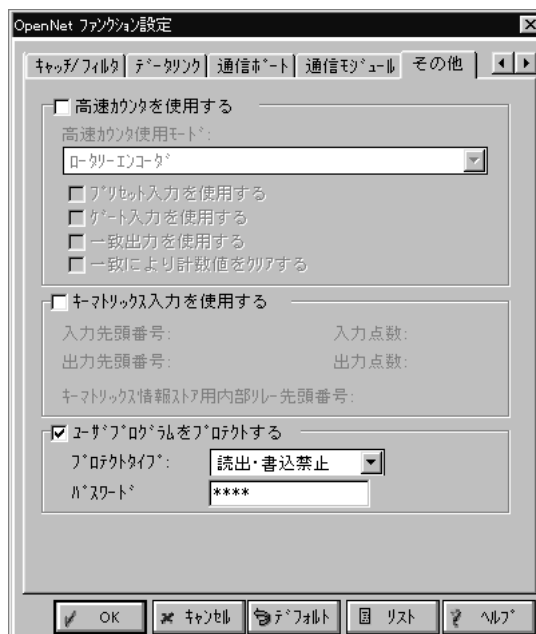 OpenNet ﾌｧﾝｸｼｮﾝ設定
ｷｬｯﾁ/ﾌｨﾙﾀ ﾃﾞｰﾀﾘﾝｸ 通信ﾎﾟｰﾄ 通信ﾓｼﾞｭｰﾙ その他
高速ｶｳﾝﾀを使用する
高速ｶｳﾝﾀ使用ﾓｰﾄﾞ:
ﾛｰﾀﾘｰｴﾝｺｰﾀﾞ
ﾌﾟﾘｾｯﾄ入力を使用する
ｹﾞｰﾄ入力を使用する
一致出力を使用する
一致により計数値をｸﾘｱする
ｷｰﾏﾄﾘｯｸｽ入力を使用する
入力先頭番号: 入力点数:
出力先頭番号: 出力点数:
ｷｰﾏﾄﾘｯｸｽ情報ｽﾄｱ用内部ﾘﾚｰ先頭番号:
ﾕｰｻﾞﾌﾟﾛｸﾞﾗﾑをﾌﾟﾛﾃｸﾄする
ﾌﾟﾛﾃｸﾄﾀｲﾌﾟ: 読出・書込禁止
ﾊﾟｽﾜｰﾄﾞ ****
OK ｷｬﾝｾﾙ ﾃﾞﾌｫﾙﾄ ﾘｽﾄ ﾍﾙﾌﾟ